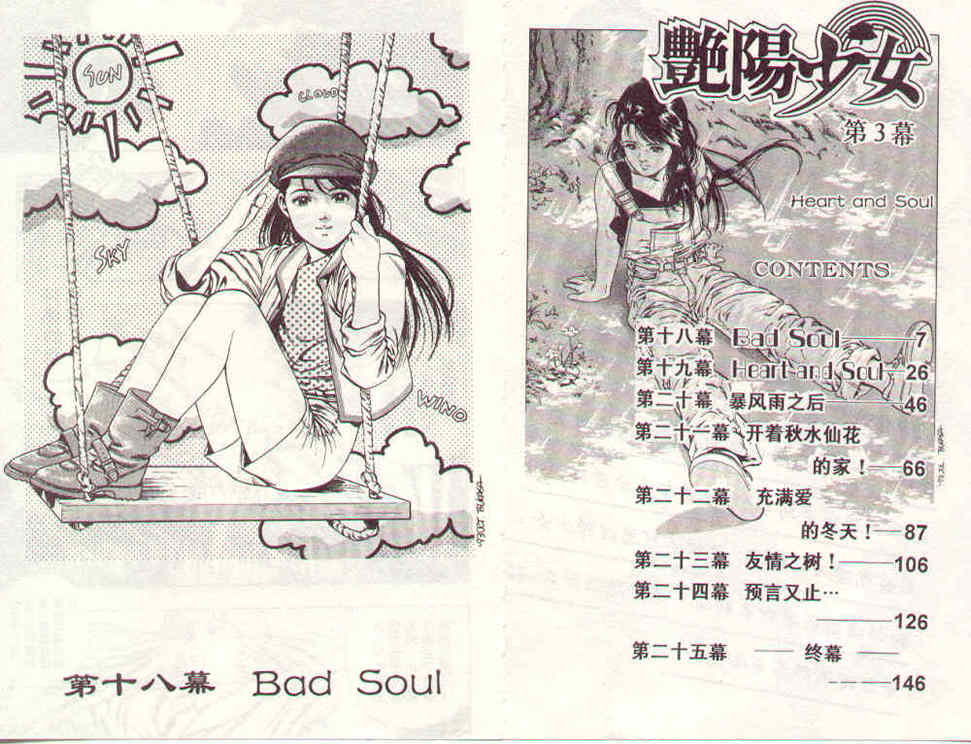 SUN
CLOUD
SKY
WIND
第十八幕 Bad Soul
艷陽少女
第3幕
Heart and Soul
CONTENTS
第十八幕 Bad Soul——7
第十九幕 Heart and Soul——26
第二十幕 暴风雨之后——46
第二十一幕 开着秋水仙花
的家！——66
第二十二幕 充满爱
的冬天！——87
第二十三幕 友情之树！——106
第二十四幕 预言又止…
——126
第二十五幕 —— 终幕 ——
——146